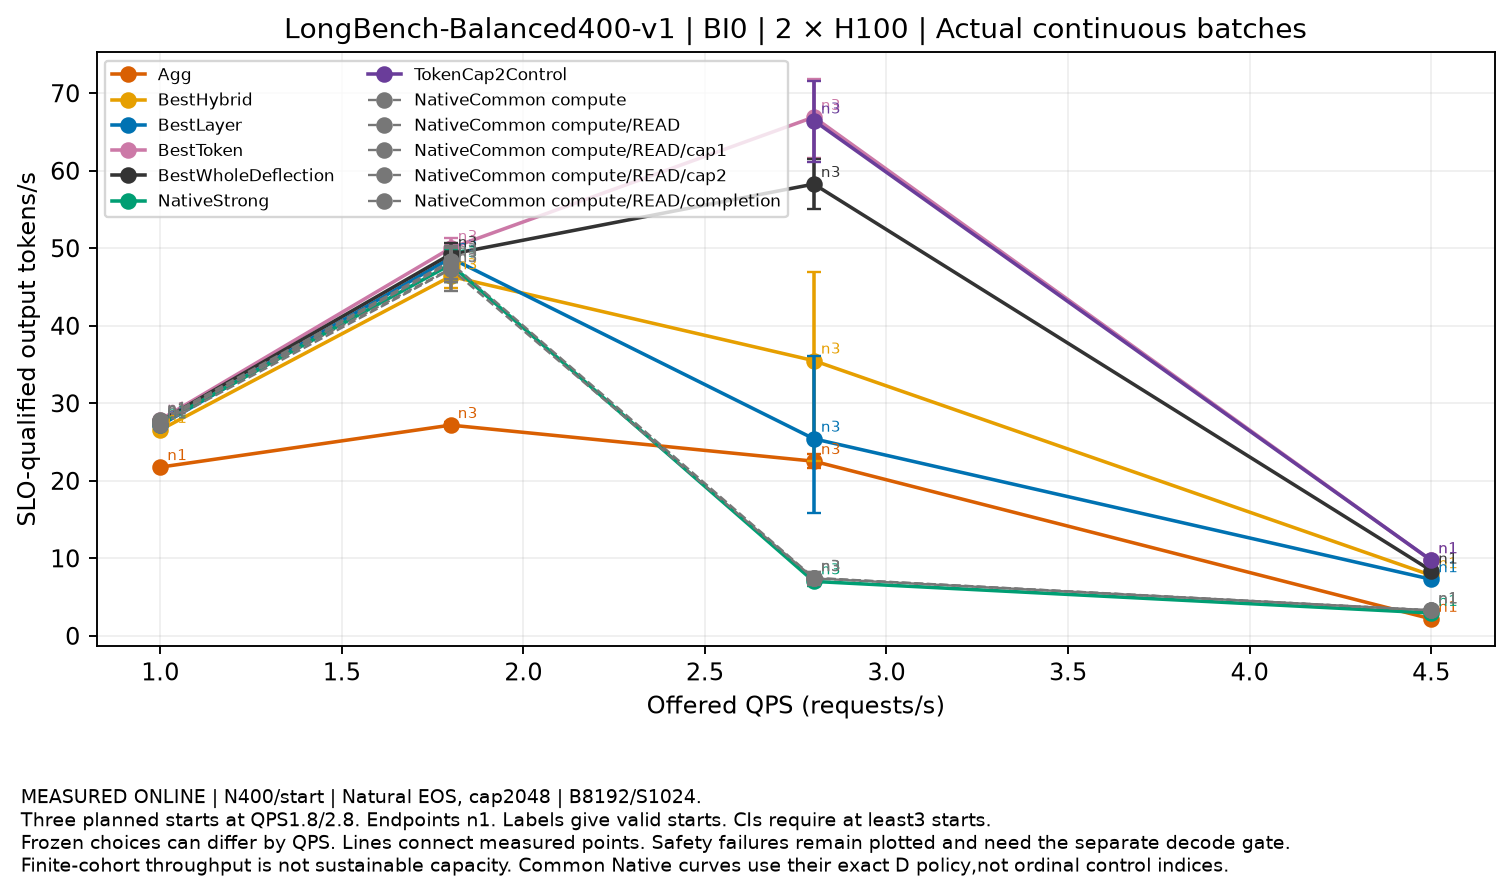 LongBench-Balanced400-v1 | BI0 | 2 × H100 | Actual continuous batches
Agg
BestHybrid
BestLayer
BestToken
BestWholeDeflection
NativeStrong
TokenCap2Control
NativeCommon compute
NativeCommon compute/READ
NativeCommon compute/READ/cap1
NativeCommon compute/READ/cap2
NativeCommon compute/READ/completion
SLO-qualified output tokens/s
70
60
50
40
30
20
10
0
n3
n3
n3
n3
n3
n3
n3
n1
n1
n1
n1
1.0
1.5
2.0
2.5
3.0
3.5
4.0
4.5
Offered QPS (requests/s)
MEASURED ONLINE | N400/start | Natural EOS, cap2048 | B8192/S1024.
Three planned starts at QPS1.8/2.8. Endpoints n1. Labels give valid starts. CIs require at least3 starts.
Frozen choices can differ by QPS. Lines connect measured points. Safety failures remain plotted and need the separate decode gate.
Finite-cohort throughput is not sustainable capacity. Common Native curves use their exact D policy,not ordinal control indices.